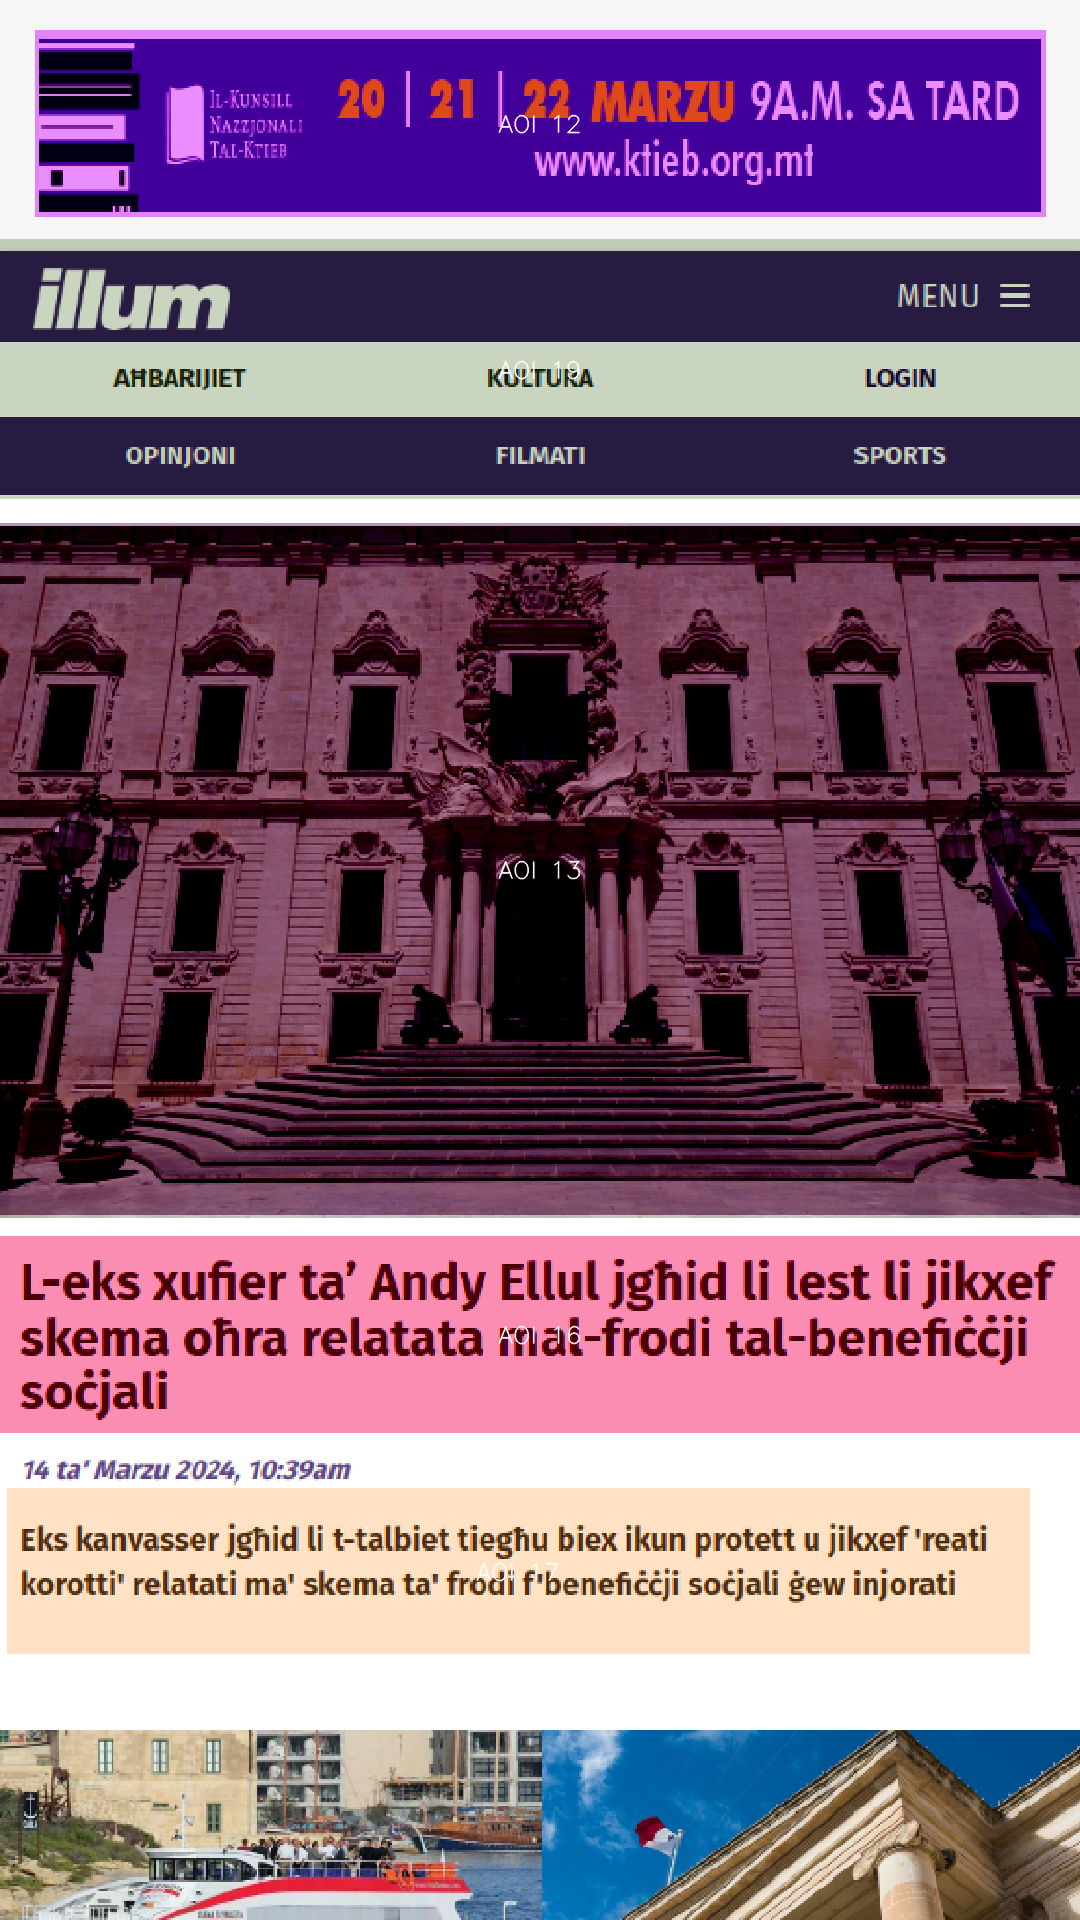 IL-KUNSILL
NAZZJONALI
TAL-KTIEB
20 | 21 | 22 MARZU 9A.M. SA TARD
www.ktieb.org.mt
AOI 12
illum
MENU
AOI 19
AĦBARIJIET KULTURA LOGIN
OPINJONI FILMATI SPORTS
AOI 13
L-eks xufier ta’ Andy Ellul jgħid li lest li jikxef
skema oħra relatata mal-frodi tal-benefiċċji
soċjali
AOI 16
14 ta' Marzu 2024, 10:39am
Eks kanvasser jgħid li t-talbiet tiegħu biex ikun protett u jikxef 'reati
korrotti' relatati ma' skema ta' frodi f'benefiċċji soċjali ġew injorati
AOI 17